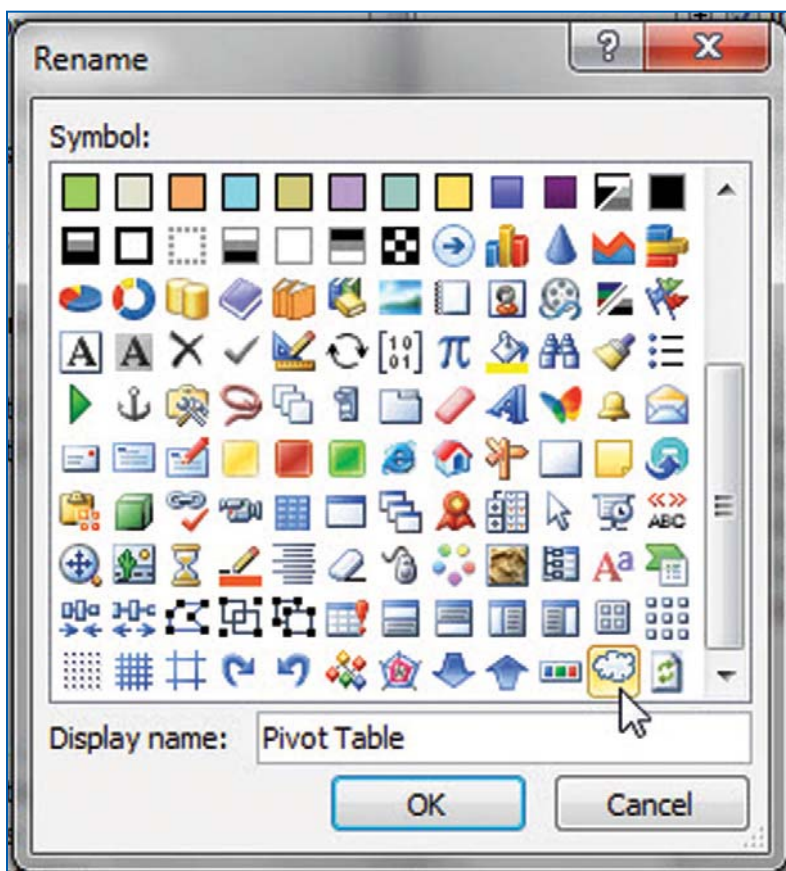 Rename
Symbol:
A A 10 π
01
A
ABC
Aa
Display name: Pivot Table
OK Cancel